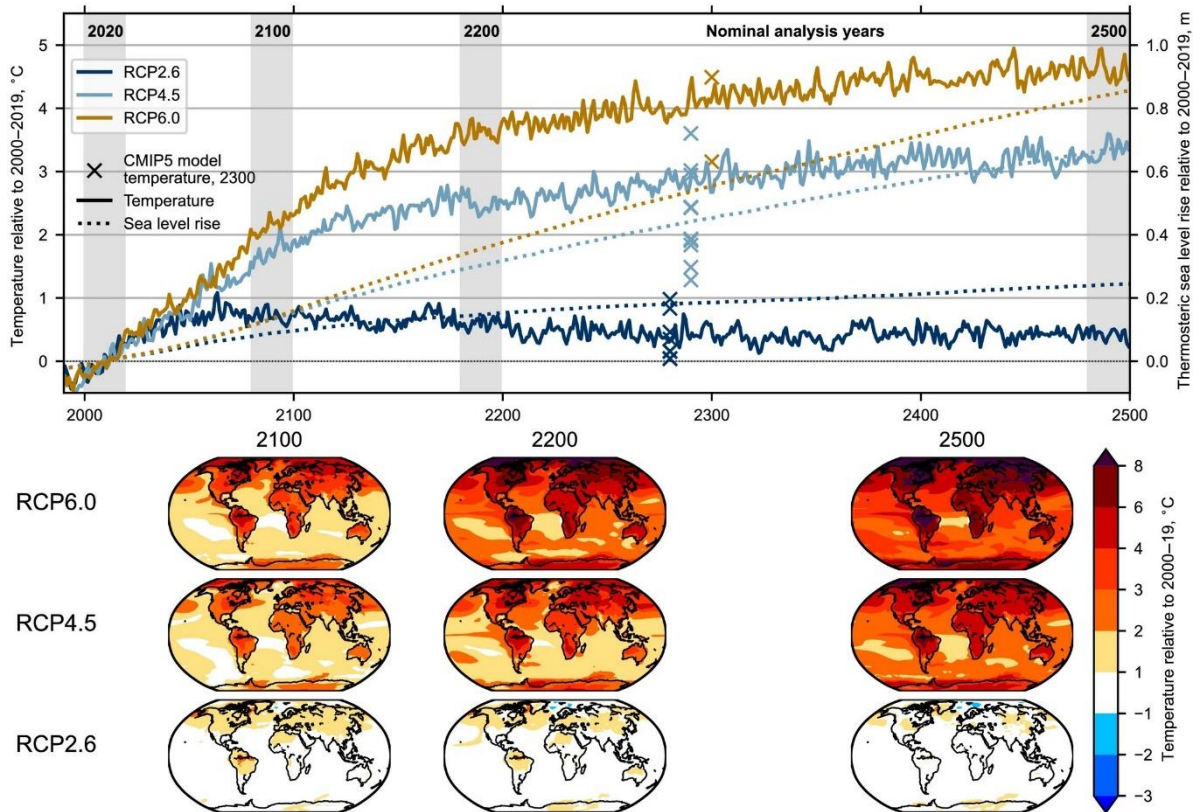 2020
2100
2200
Nominal analysis years
2500
RCP2.6
RCP4.5
RCP6.0
CMIP5 model
temperature, 2300
Temperature
Sea level rise
Temperature relative to 2000–2019, °C
5
4
3
2
1
0
Thermosteric sea level rise relative to 2000–2019, m
1.0
0.8
0.6
0.4
0.2
0.0
2000
2100
2200
2300
2400
2500
2100
2200
2500
RCP6.0
RCP4.5
RCP2.6
8
6
4
3
2
1
−1
−2
−3
Temperature relative to 2000–19, °C